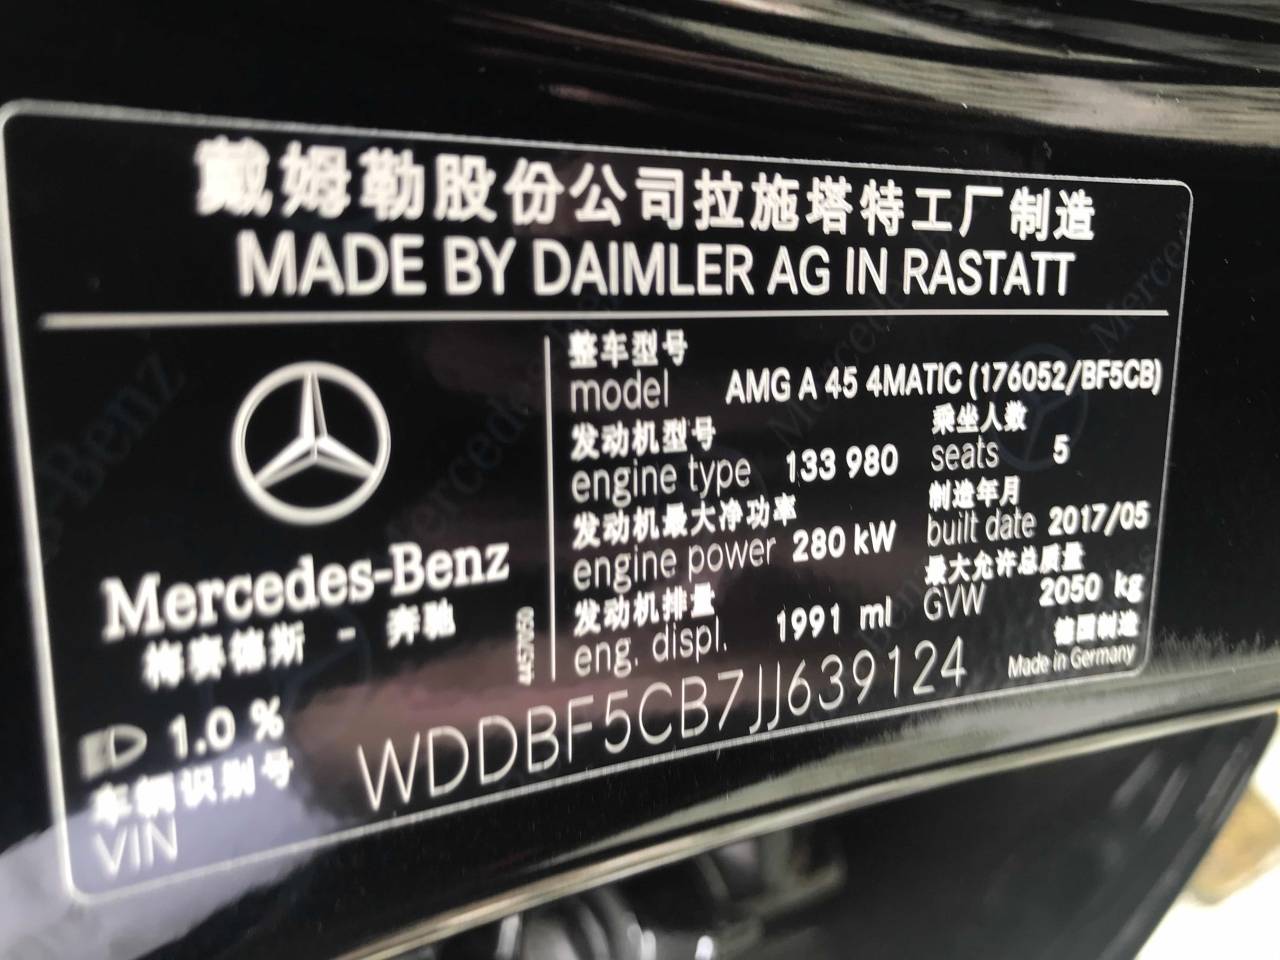 戴姆勒股份公司拉施塔特工厂制造
MADE BY DAIMLER AG IN RASTATT
Mercedes-Benz
梅赛德斯 - 奔驰
1.0 %
4457050
整车型号
model AMG A 45 4MATIC (176052/BF5CB)
发动机型号
engine type 133 980
乘坐人数
seats 5
发动机最大净功率
engine power 280 kW
制造年月
built date 2017/05
发动机排量
eng. displ. 1991 ml
最大允许总质量
GVW 2050 kg
德国制造
Made in Germany
车辆识别号
VIN WDDBF5CB7JJ639124